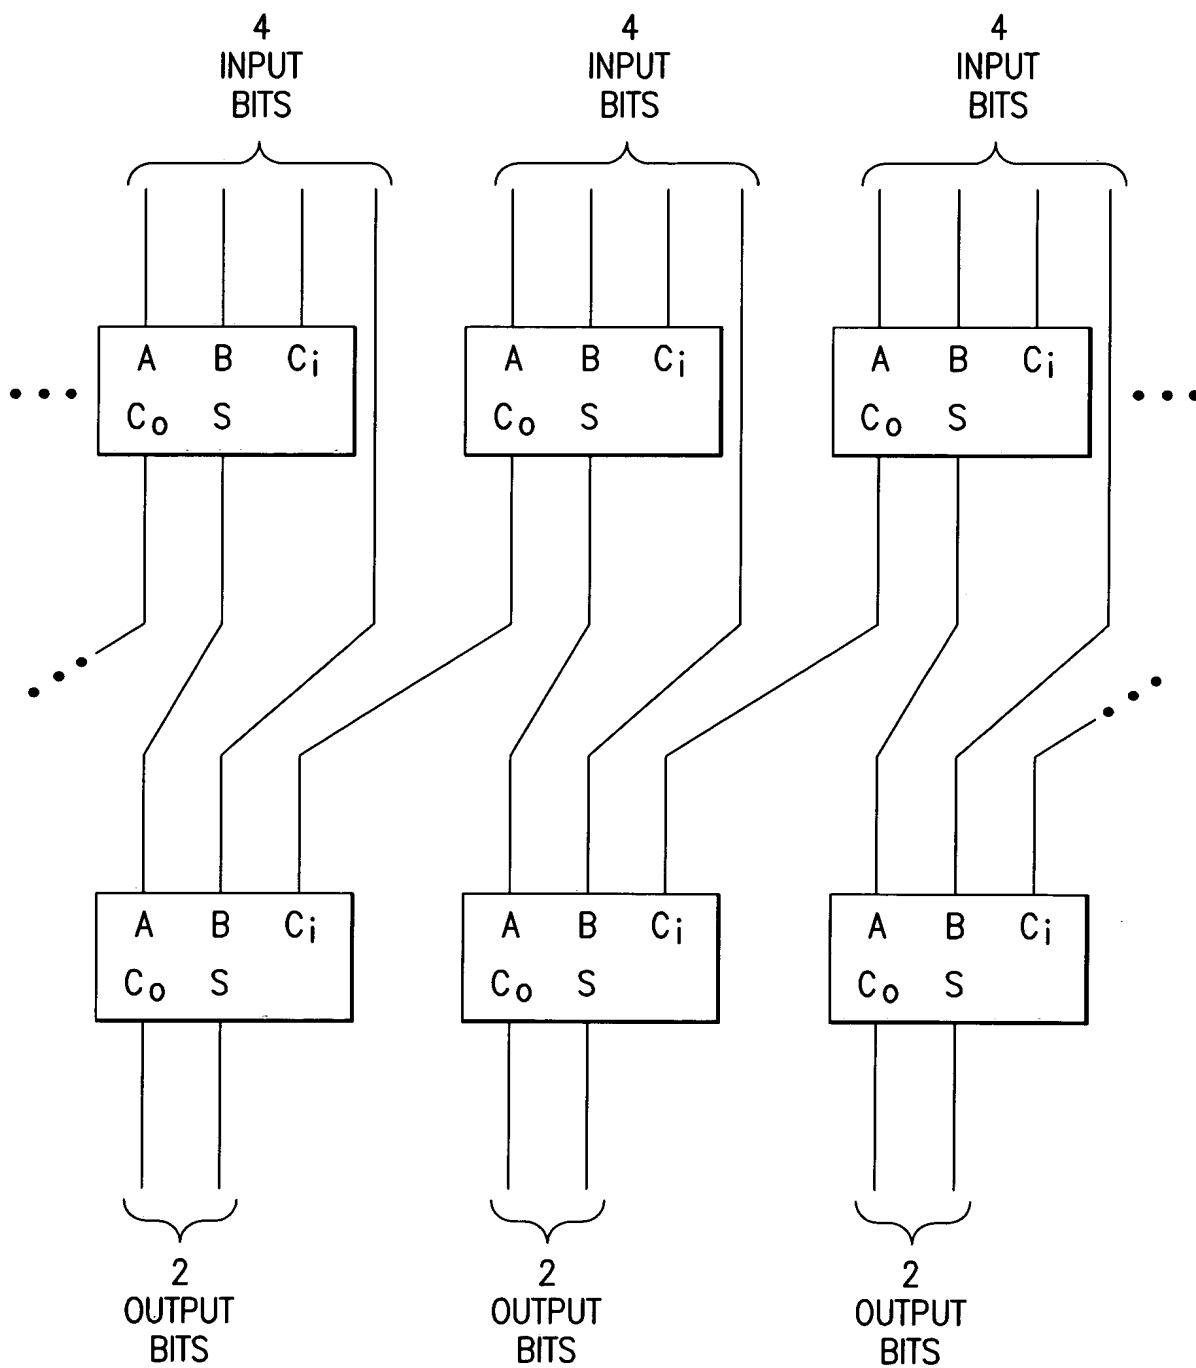 4 4 4
INPUT INPUT INPUT
BITS BITS BITS
A B Ci A B Ci A B Ci
Co S Co S Co S
A B Ci A B Ci A B Ci
Co S Co S Co S
2 2 2
OUTPUT OUTPUT OUTPUT
BITS BITS BITS